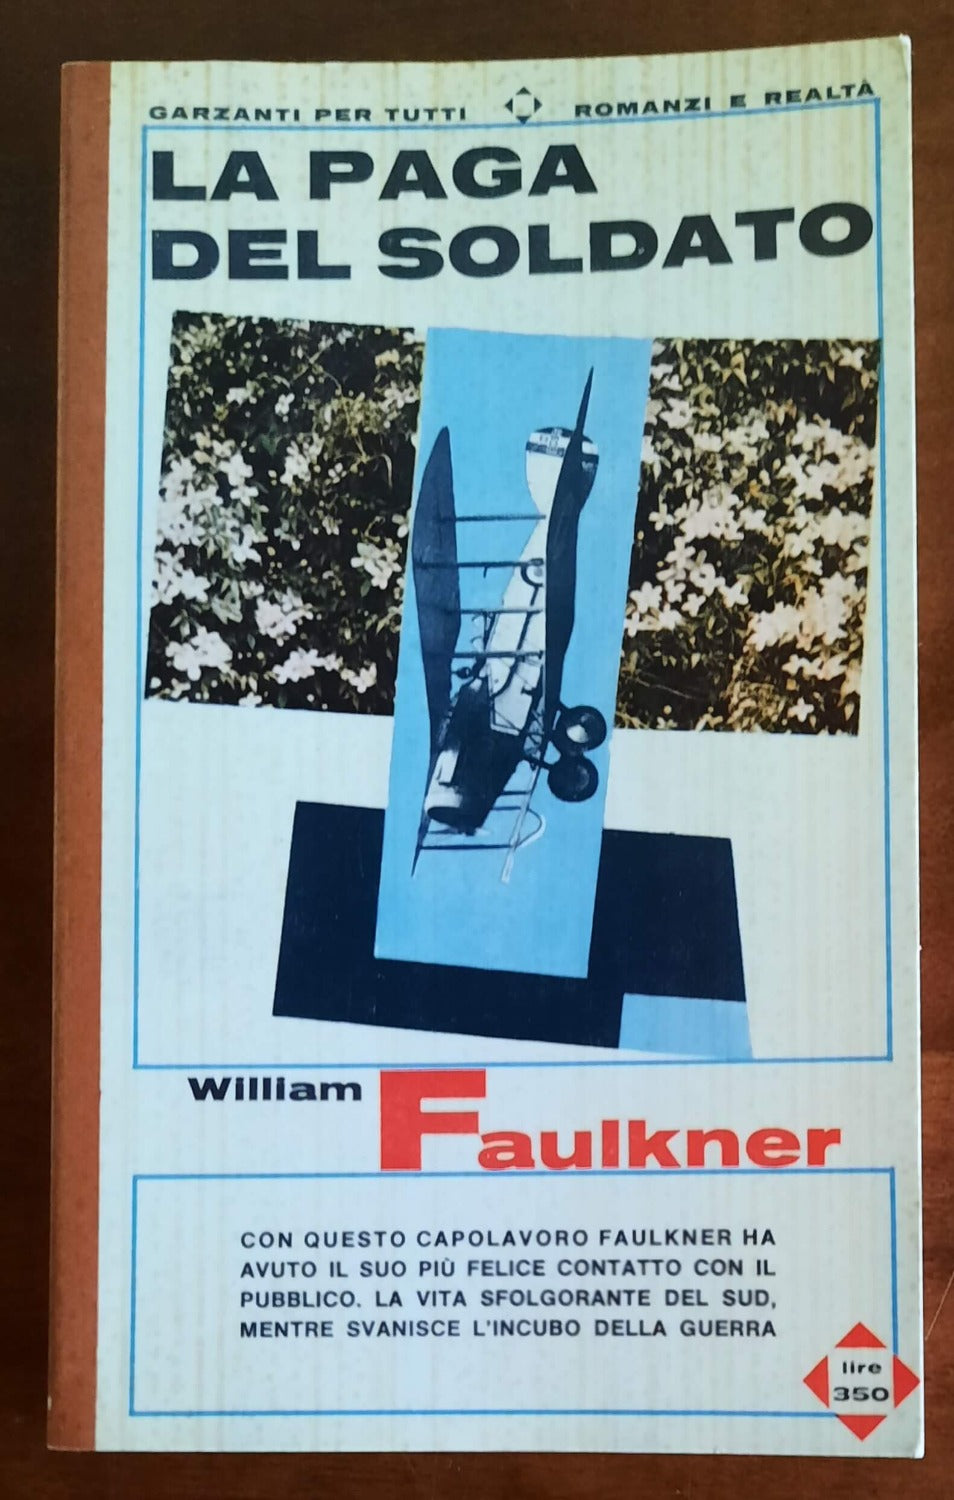 GARZANTI PER TUTTI ROMANZI E REALTÀ
LA PAGA
DEL SOLDATO
William Faulkner
CON QUESTO CAPOLAVORO FAULKNER HA
AVUTO IL SUO PIÙ FELICE CONTATTO CON IL
PUBBLICO. LA VITA SFOLGORANTE DEL SUD,
MENTRE SVANISCE L'INCUBO DELLA GUERRA
lire
350